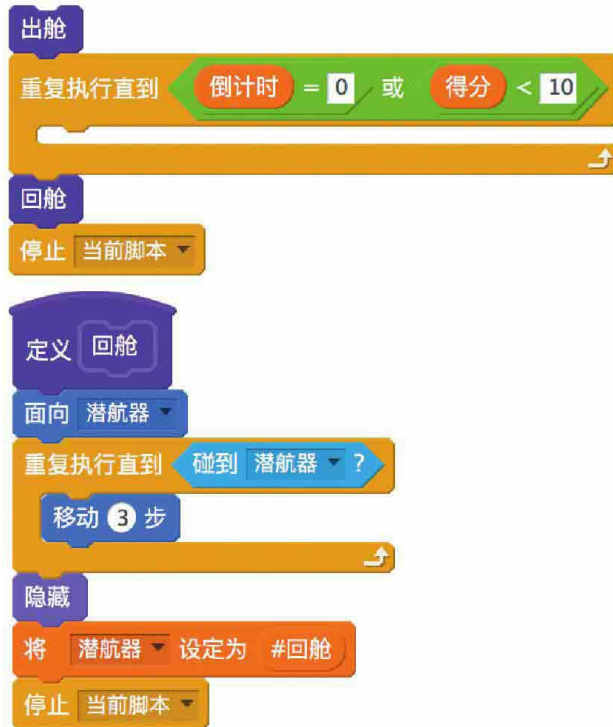 出舱
重复执行直到 倒计时 = 0 或 得分 < 10
回舱
停止 当前脚本
定义 回舱
面向 潜航器
重复执行直到 碰到 潜航器 ?
移动 3 步
隐藏
将 潜航器 设定为 #回舱
停止 当前脚本